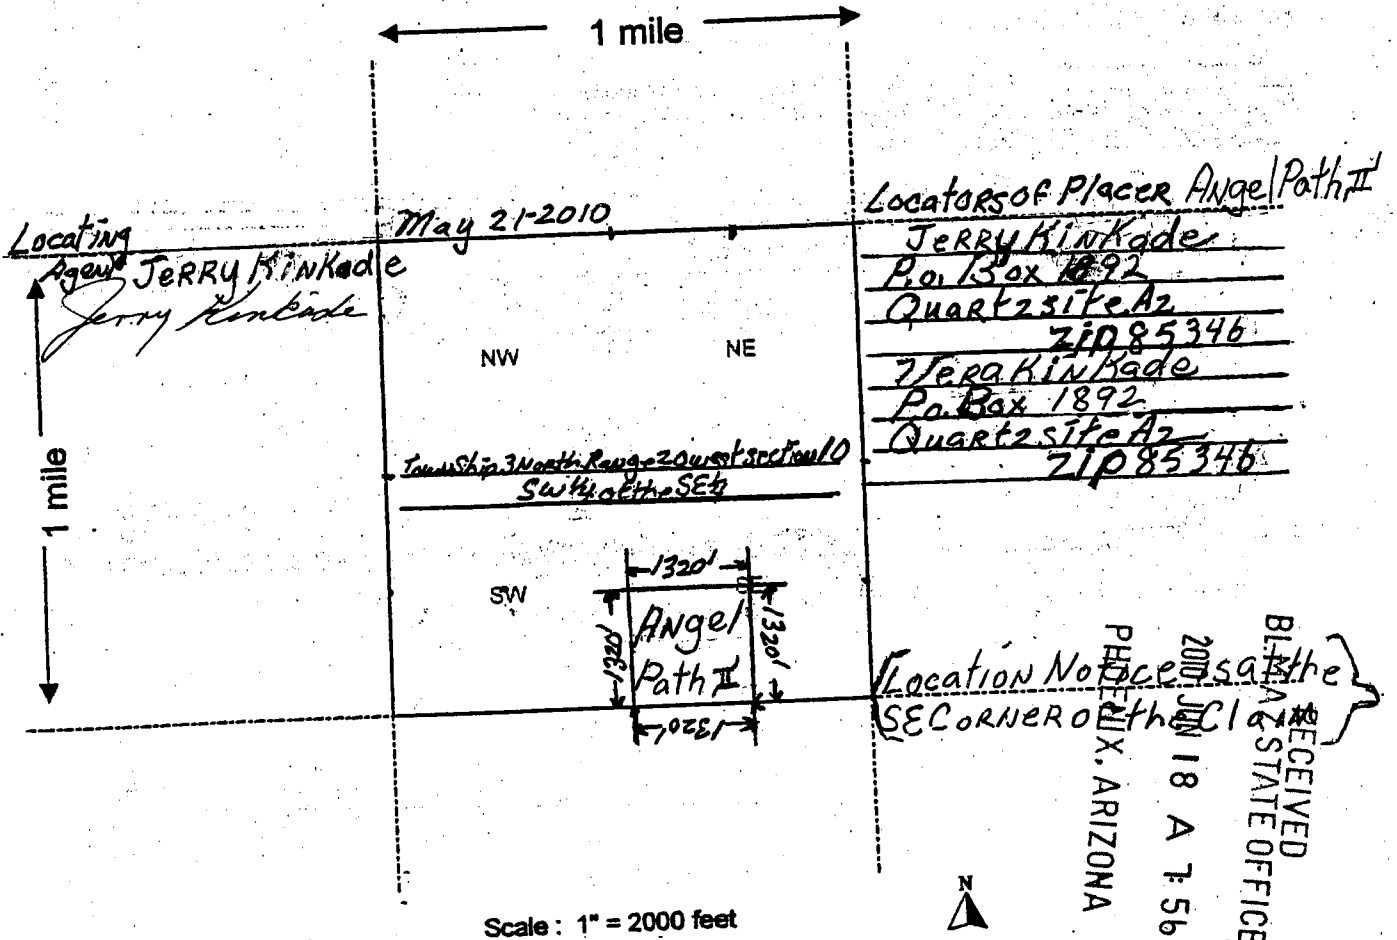 1 mile
Locating
Agent JERRY KiNKade
Jerry Kinkade
May 21-2010
Locators of Placer Angel Path II
JERRY KiNKade
P.o. Box 1892
Quartzsite Az
Zip 85346
Vera KiNKade
Po. Box 1892
Quartzsite Az
Zip 85346
1 mile
NW
NE
Township 3 North Range 20 west section 10
SW 1/4 of the SE 1/4
SW
1320'
1320'
Angel
Path II
1320'
1320'
Location Notice is at the
SE CORNER of the Claim
RECEIVED
BLM AZ STATE OFFICE
2010 JUN 18 A 7:56
PHOENIX, ARIZONA
N
Scale : 1" = 2000 feet